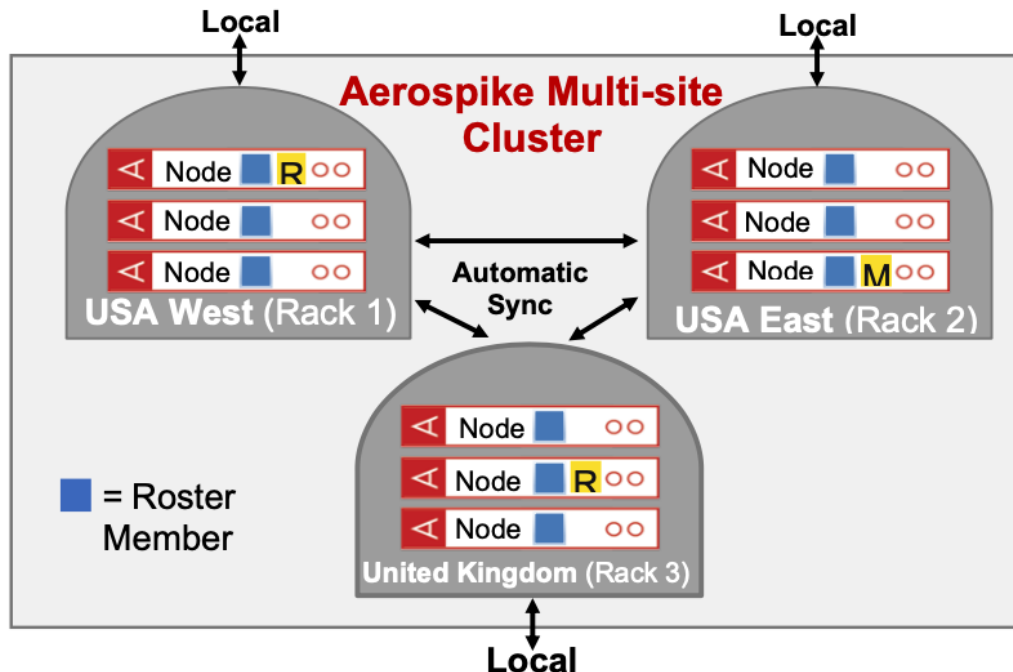 Local
Local
Aerospike Multi-site
Cluster
A Node R
A Node
A Node
USA West (Rack 1)
A Node
A Node
A Node M
USA East (Rack 2)
Automatic
Sync
A Node
A Node R
A Node
United Kingdom (Rack 3)
= Roster
Member
Local